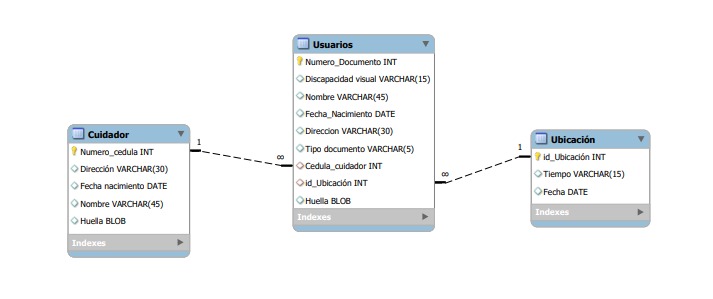 Cuidador
Numero_cedula INT
Dirección VARCHAR(30)
Fecha nacimiento DATE
Nombre VARCHAR(45)
Huella BLOB
Indexes
1
∞
Usuarios
Numero_Documento INT
Discapacidad visual VARCHAR(15)
Nombre VARCHAR(45)
Fecha_Nacimiento DATE
Direccion VARCHAR(30)
Tipo documento VARCHAR(5)
Cedula_cuidador INT
id_Ubicación INT
Huella BLOB
Indexes
∞
1
Ubicación
id_Ubicación INT
Tiempo VARCHAR(15)
Fecha DATE
Indexes